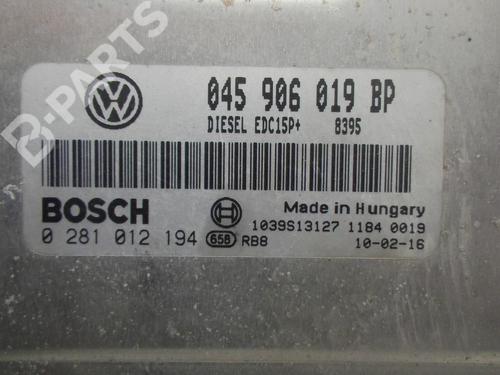 B-PARTS
045 906 019 BP
DIESEL EDC15P+ 8395
BOSCH
Made in Hungary
1039S13127 1184 0019
0 281 012 194 658 RB8 10-02-16